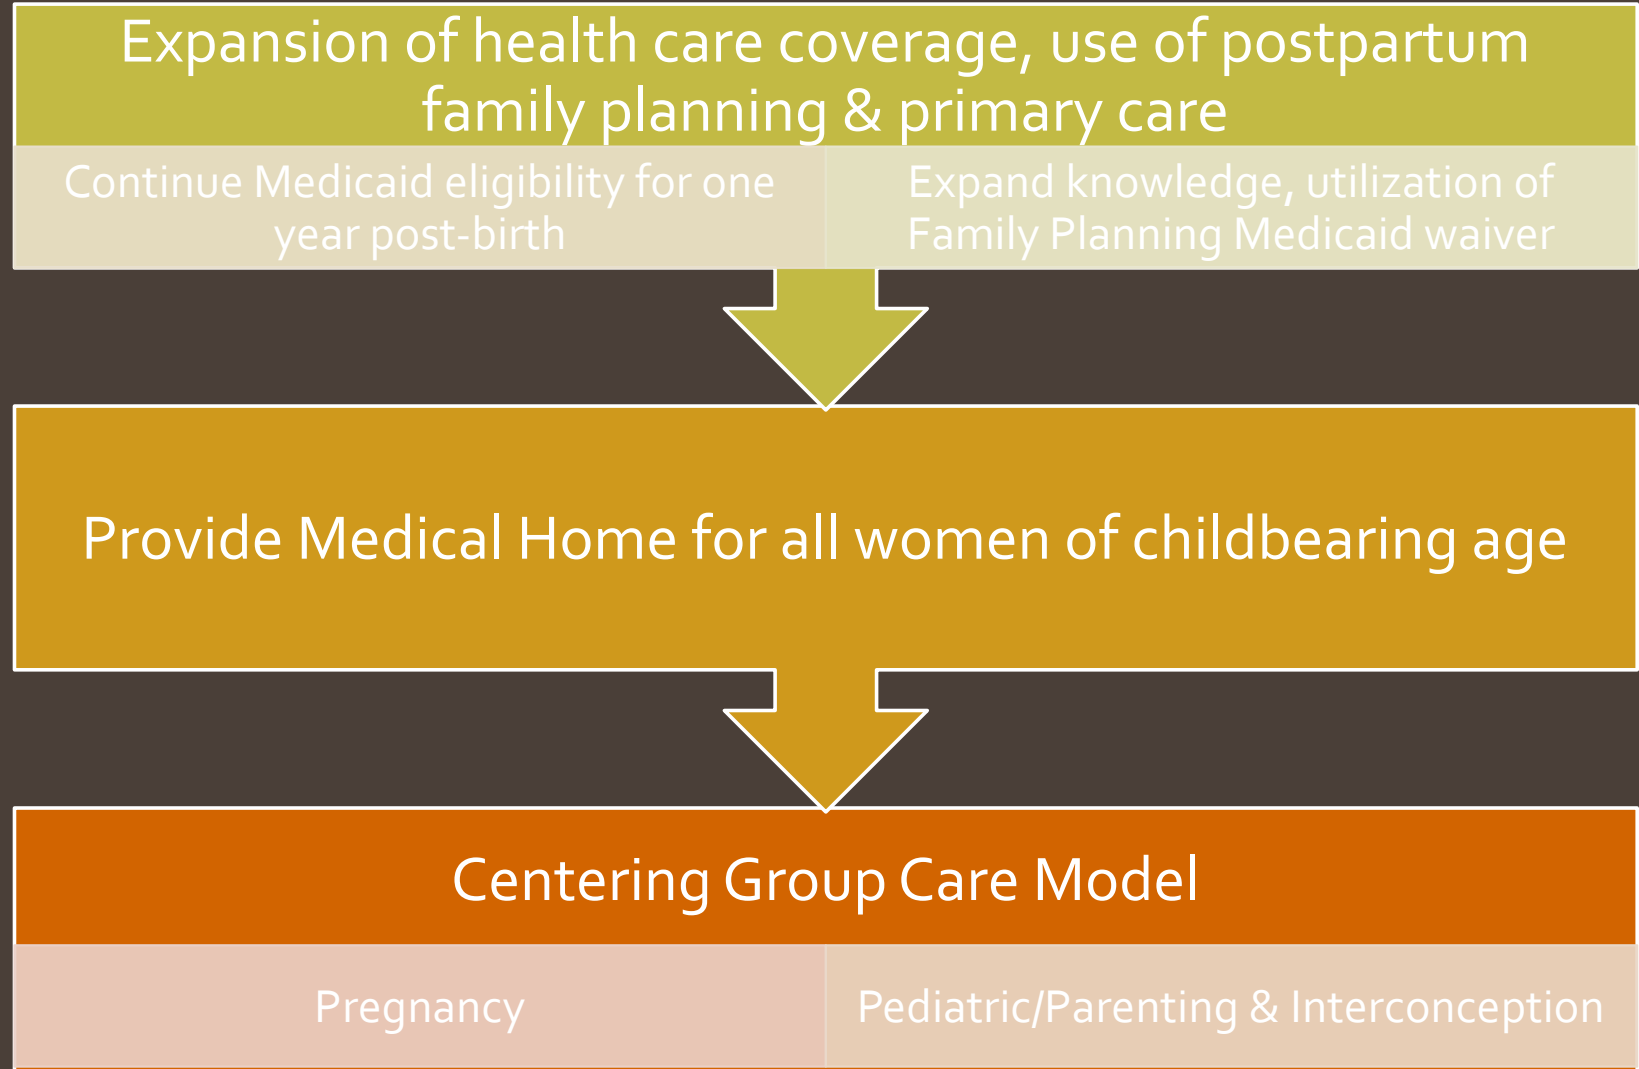 Expansion of health care coverage, use of postpartum
family planning & primary care
Continue Medicaid eligibility for one
year post-birth
Expand knowledge, utilization of
Family Planning Medicaid waiver
Provide Medical Home for all women of childbearing age
Centering Group Care Model
Pregnancy
Pediatric/Parenting & Interconception